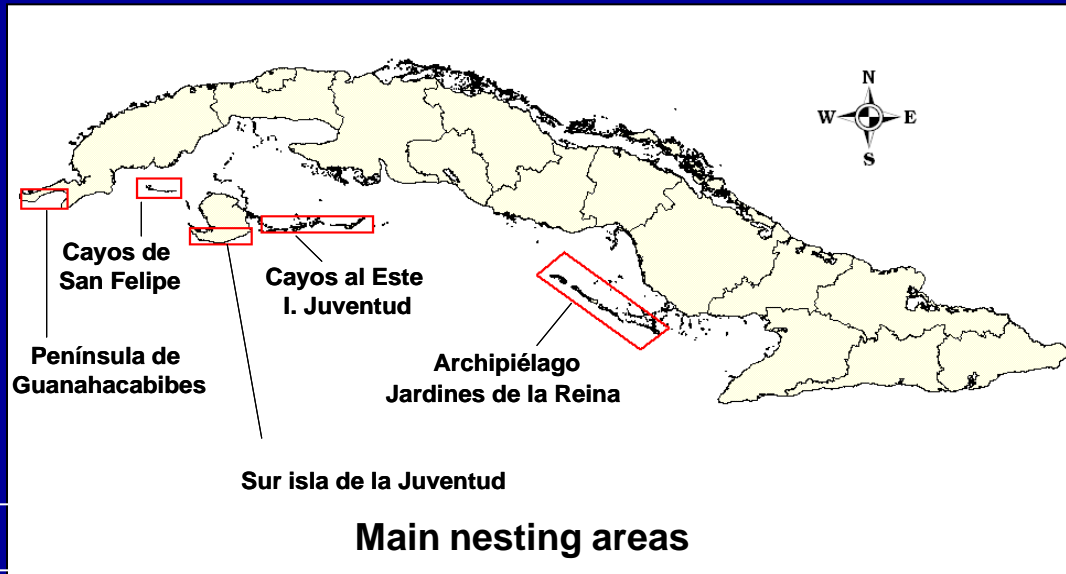 N
W E
S
Cayos de
San Felipe
Cayos al Este
I. Juventud
Península de
Guanahacabibes
Archipiélago
Jardines de la Reina
Sur isla de la Juventud
Main nesting areas